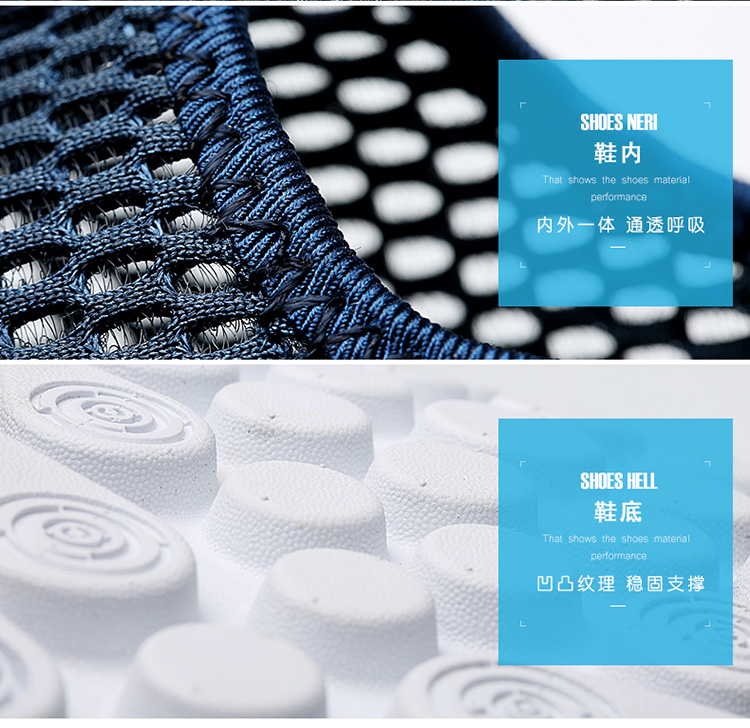 SHOES NERI
鞋内
That shows the shoes material
performance
内外一体 通透呼吸
SHOES HELL
鞋底
That shows the shoes material
performance
凹凸纹理 稳固支撑